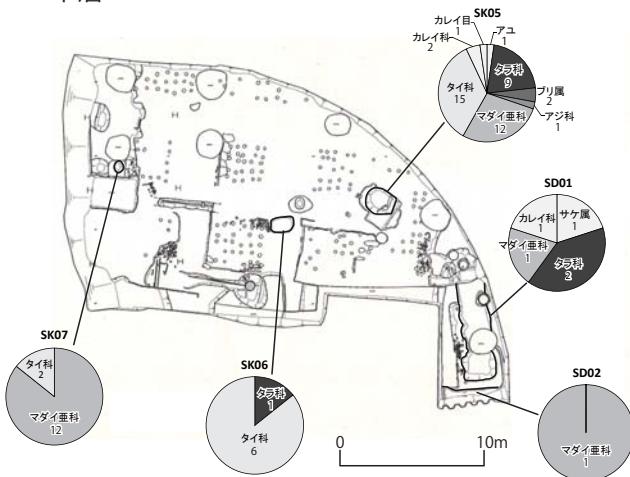 SK05
カレイ目
1
アユ
1
カレイ科
2
タラ科
9
ブリ属
2
アジ科
1
タイ科
15
マダイ亜科
12
SD01
カレイ科
1
サケ属
1
マダイ亜科
1
タラ科
2
SK07
タイ科
2
マダイ亜科
12
SK06
タラ科
1
タイ科
6
SD02
マダイ亜科
1
0
10m